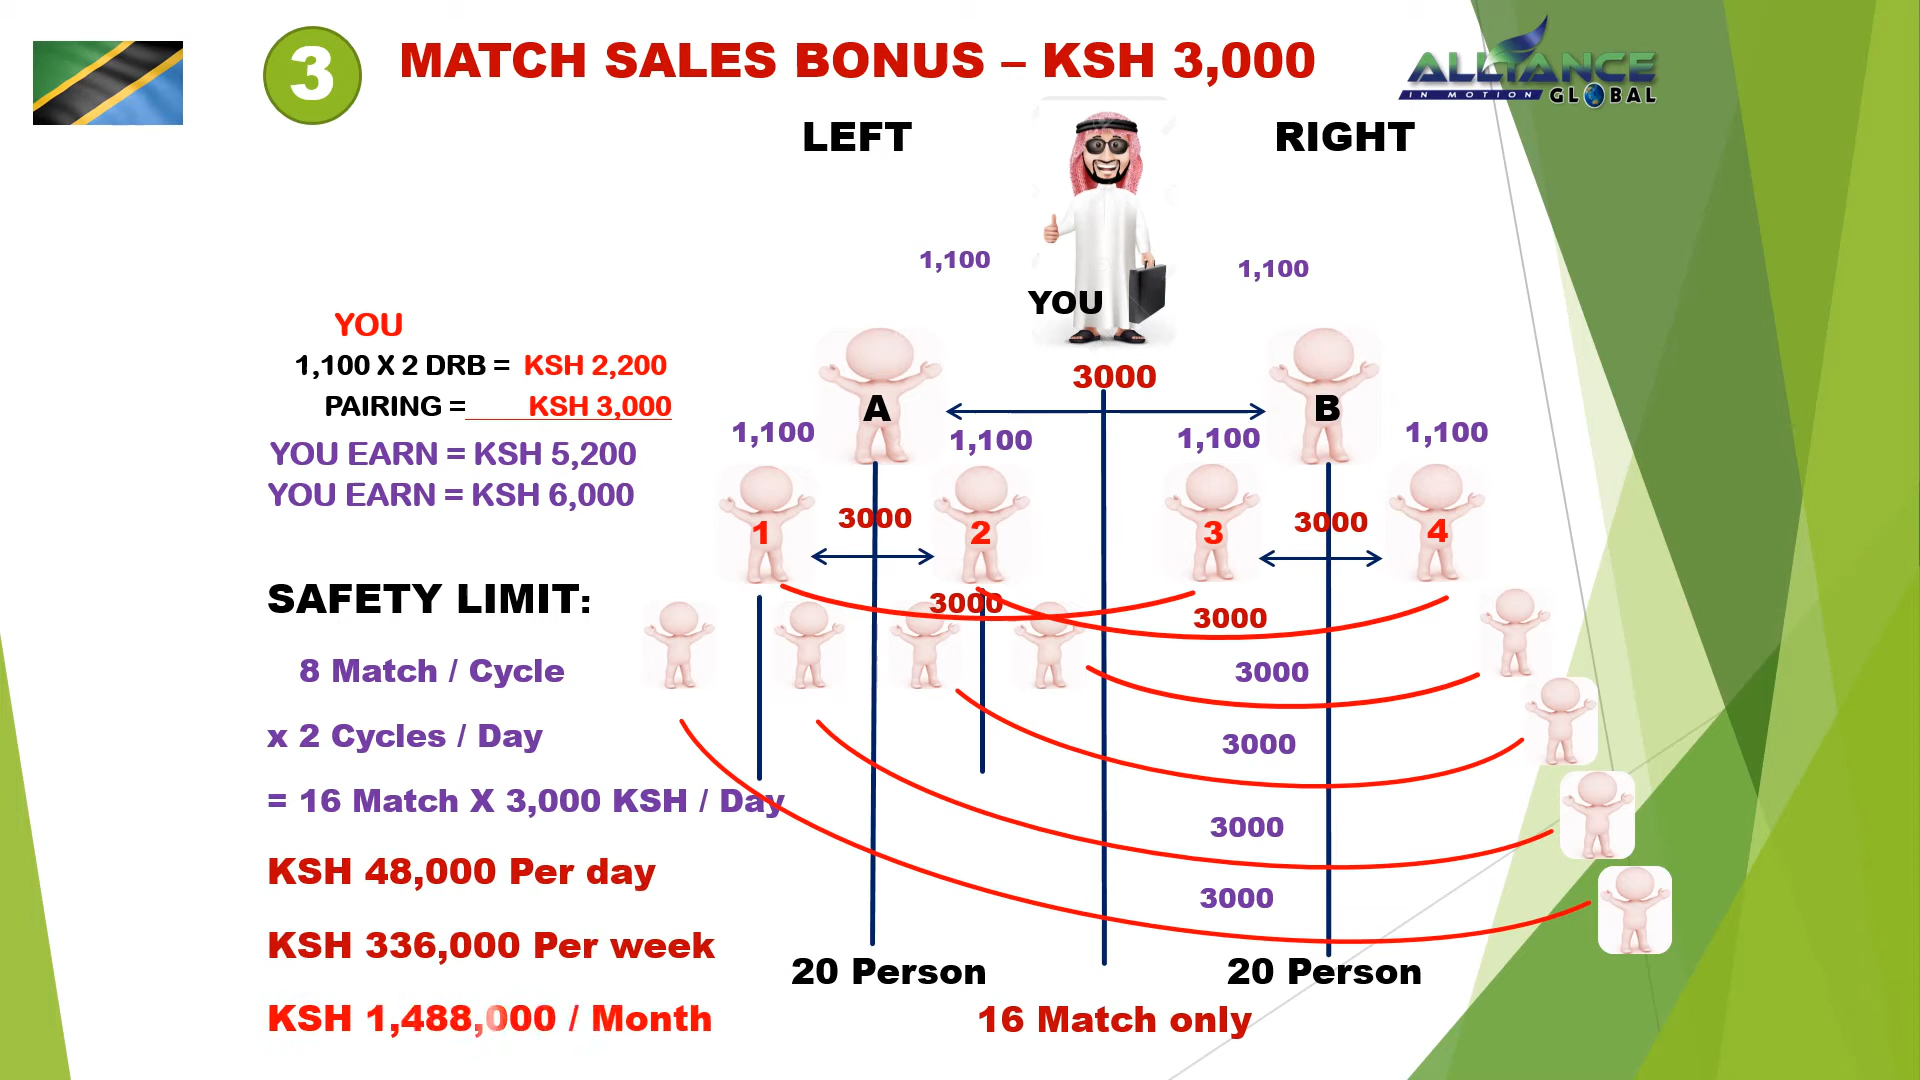 3
MATCH SALES BONUS – KSH 3,000
ALLIANCE
IN MOTION GLOBAL
LEFT
RIGHT
1,100
1,100
YOU
YOU
1,100 X 2 DRB = KSH 2,200
PAIRING = KSH 3,000
YOU EARN = KSH 5,200
YOU EARN = KSH 6,000
3000
A
B
1,100
1,100
1,100
1,100
1
3000
2
3
3000
4
3000
3000
SAFETY LIMIT:
8 Match / Cycle
3000
x 2 Cycles / Day
3000
= 16 Match X 3,000 KSH / Day
3000
KSH 48,000 Per day
3000
KSH 336,000 Per week
20 Person
20 Person
KSH 1,488,000 / Month
16 Match only